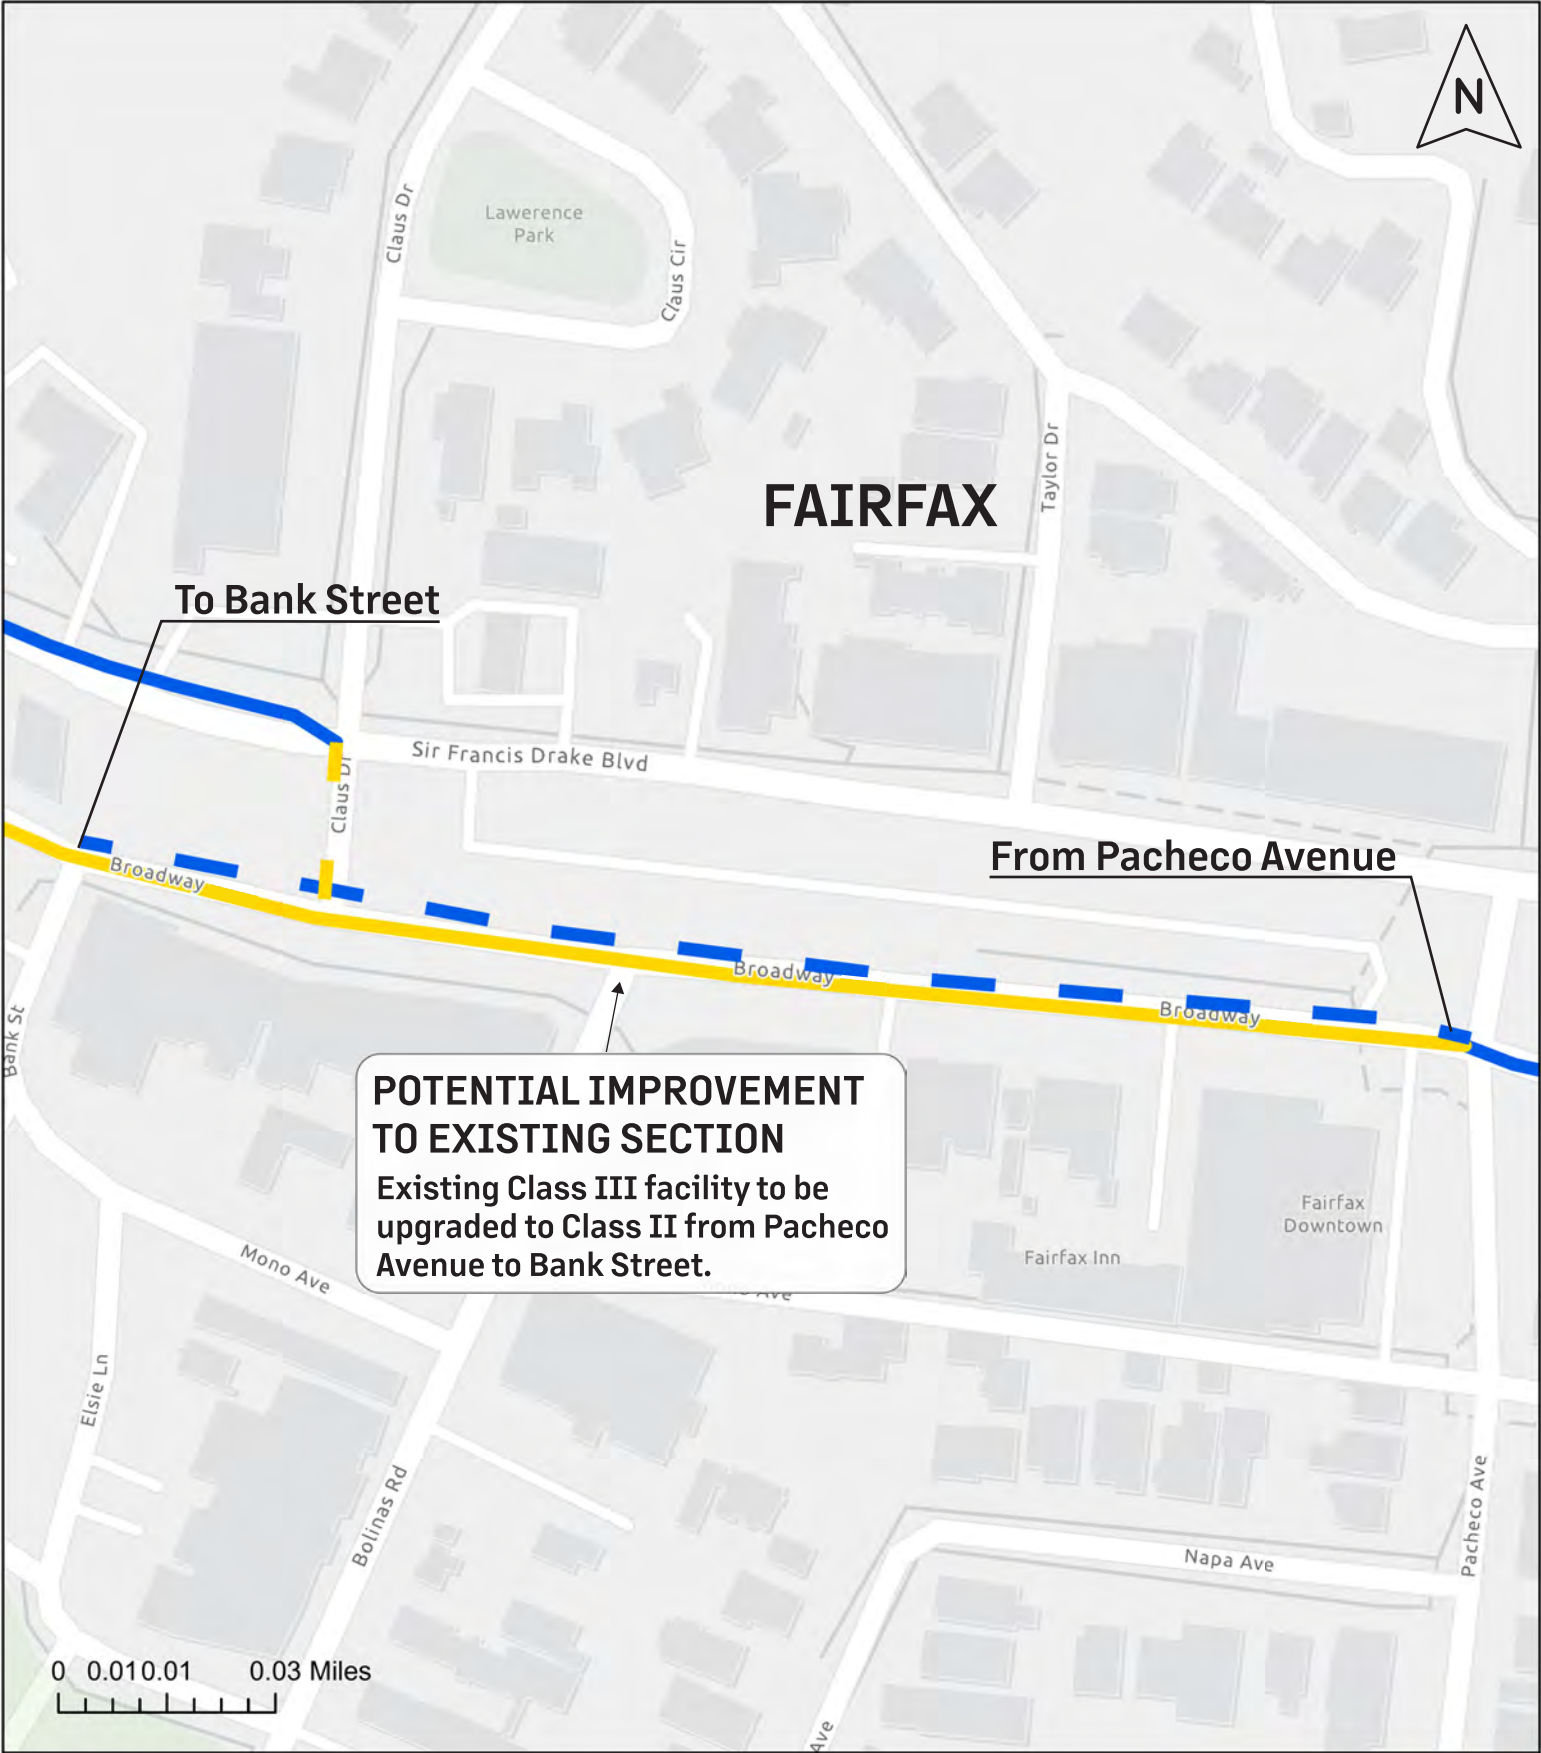 N
Claus Dr
Lawerence
Park
Claus Cir
Taylor Dr
FAIRFAX
To Bank Street
Sir Francis Drake Blvd
Claus Dr
From Pacheco Avenue
Broadway
Broadway
Broadway
Bank St
POTENTIAL IMPROVEMENT
TO EXISTING SECTION
Existing Class III facility to be
upgraded to Class II from Pacheco
Avenue to Bank Street.
Fairfax
Downtown
Fairfax Inn
Mono Ave
Ave
Elsie Ln
Bolinas Rd
Pacheco Ave
Napa Ave
Ave
0 0.010.01 0.03 Miles